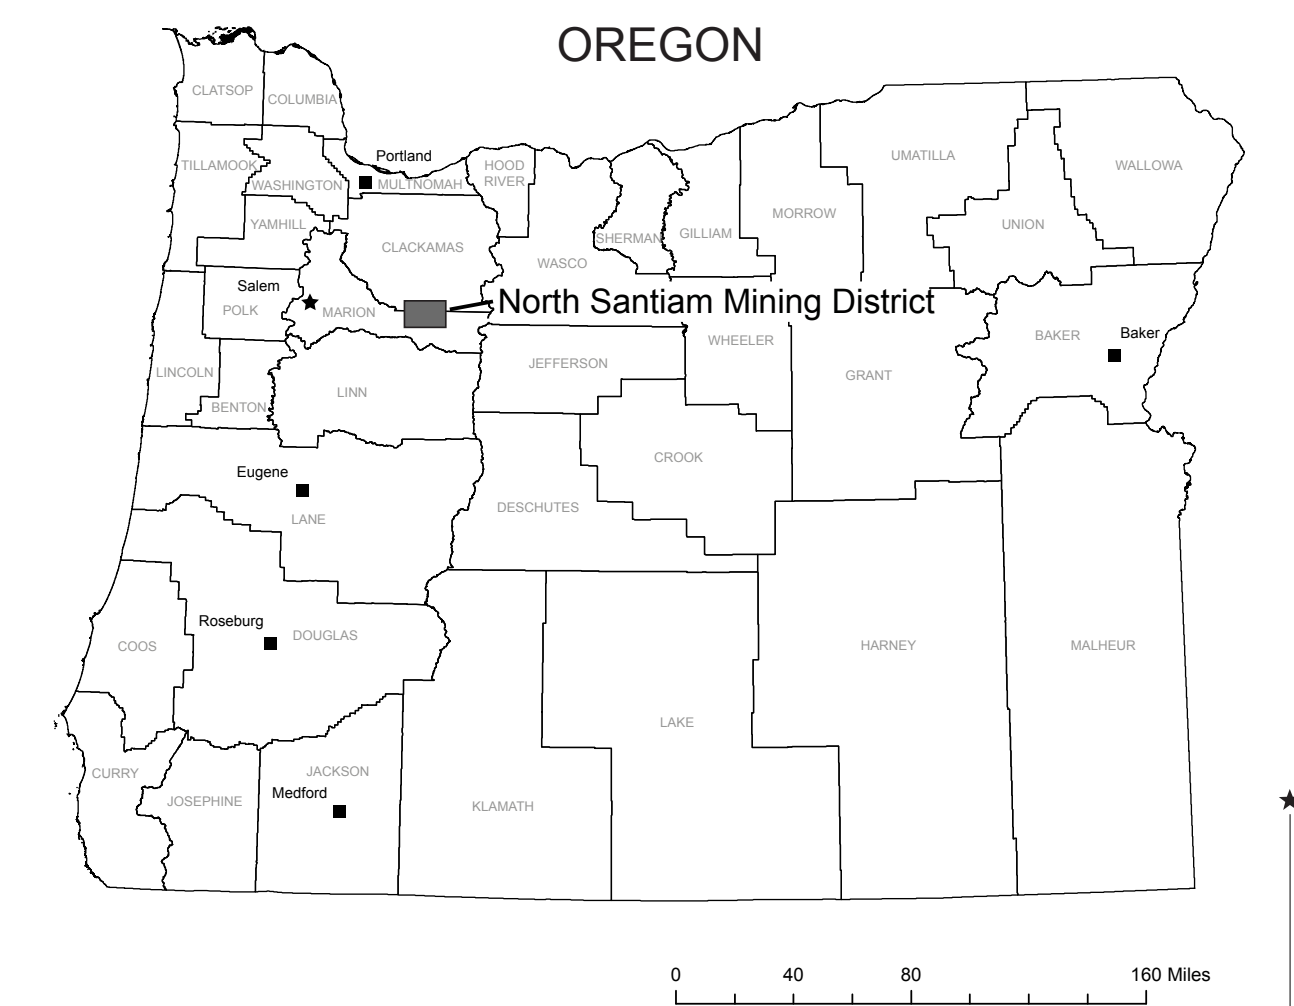 OREGON
CLATSOP
COLUMBIA
TILLAMOOK
WASHINGTON
Portland
MULTNOMAH
HOOD
RIVER
UMATILLA
WALLOWA
YAMHILL
CLACKAMAS
WASCO
SHERMAN
GILLIAM
MORROW
UNION
Salem
POLK
MARION
North Santiam Mining District
BAKER
Baker
LINCOLN
BENTON
LINN
JEFFERSON
WHEELER
GRANT
Eugene
LANE
DESCHUTES
CROOK
COOS
Roseburg
DOUGLAS
HARNEY
MALHEUR
LAKE
CURRY
JOSEPHINE
JACKSON
Medford
KLAMATH
0 40 80 160 Miles